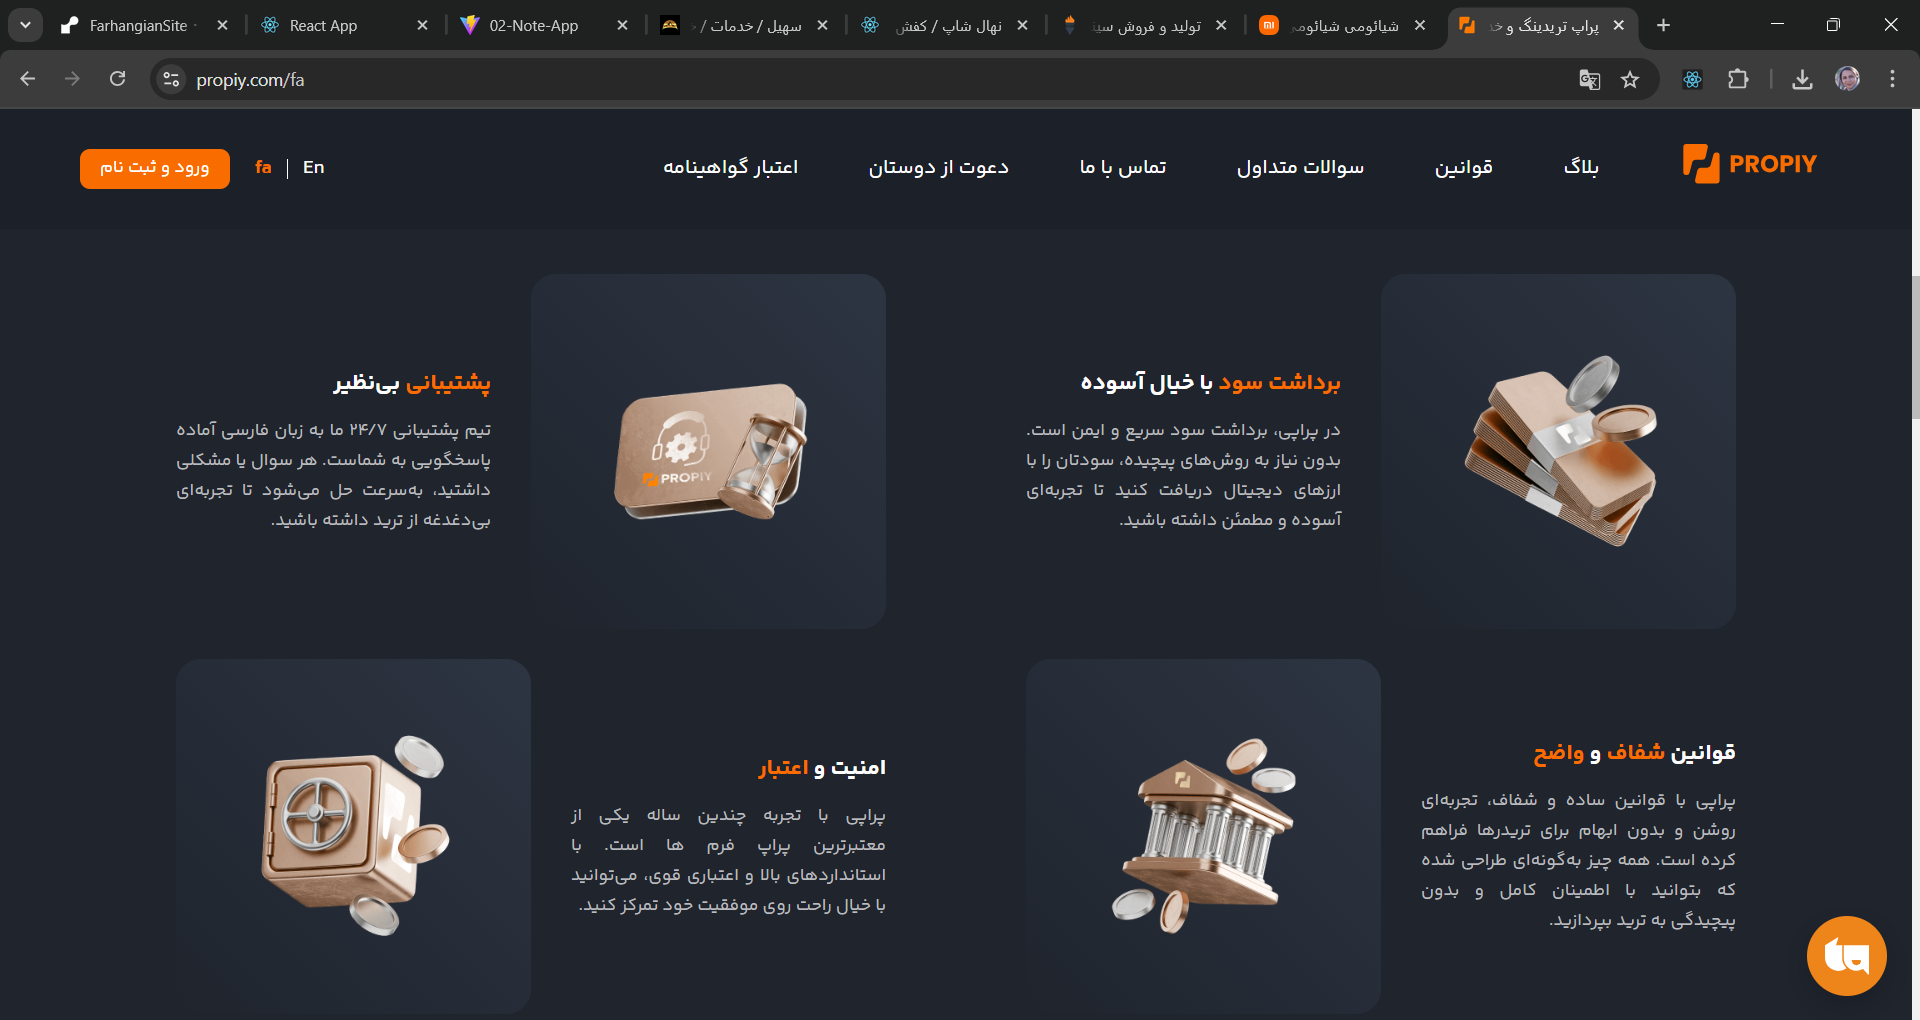 FarhangianSite
React App
02-Note-App
سهیل / خدمات /
نهال شاپ / کفش
تولید و فروش سینـ
شیائومی شیائومی
پراپ تریدینگ و خد
propiy.com/fa
PROPIY
بلاگ
قوانین
سوالات متداول
تماس با ما
دعوت از دوستان
اعتبار گواهینامه
En
fa
ورود و ثبت نام
برداشت سود با خیال آسوده
در پراپی، برداشت سود سریع و ایمن است.
بدون نیاز به روش‌های پیچیده، سودتان را با
ارزهای دیجیتال دریافت کنید تا تجربه‌ای
آسوده و مطمئن داشته باشید.
PROPIY
پشتیبانی بی‌نظیر
تیم پشتیبانی ۲۴/۷ ما به زبان فارسی آماده
پاسخگویی به شماست. هر سوال یا مشکلی
داشتید، به‌سرعت حل می‌شود تا تجربه‌ای
بی‌دغدغه از ترید داشته باشید.
قوانین شفاف و واضح
پراپی با قوانین ساده و شفاف، تجربه‌ای
روشن و بدون ابهام برای تریدرها فراهم
کرده است. همه چیز به‌گونه‌ای طراحی شده
که بتوانید با اطمینان کامل و بدون
پیچیدگی به ترید بپردازید.
امنیت و اعتبار
پراپی با تجربه چندین ساله یکی از
معتبرترین پراپ فرم ها است. با
استانداردهای بالا و اعتباری قوی، می‌توانید
با خیال راحت روی موفقیت خود تمرکز کنید.